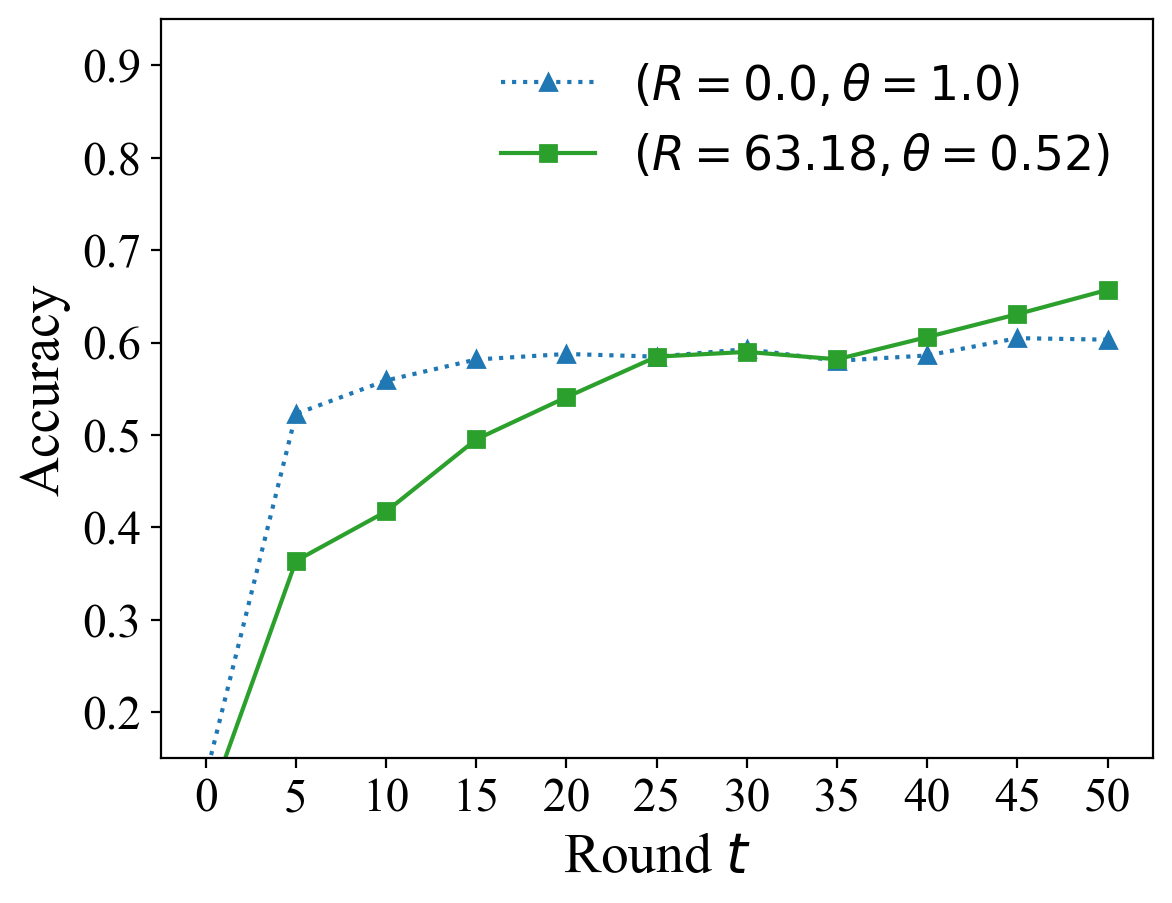 (R = 0.0, θ = 1.0)
(R = 63.18, θ = 0.52)
Accuracy
0.9
0.8
0.7
0.6
0.5
0.4
0.3
0.2
0 5 10 15 20 25 30 35 40 45 50
Round t